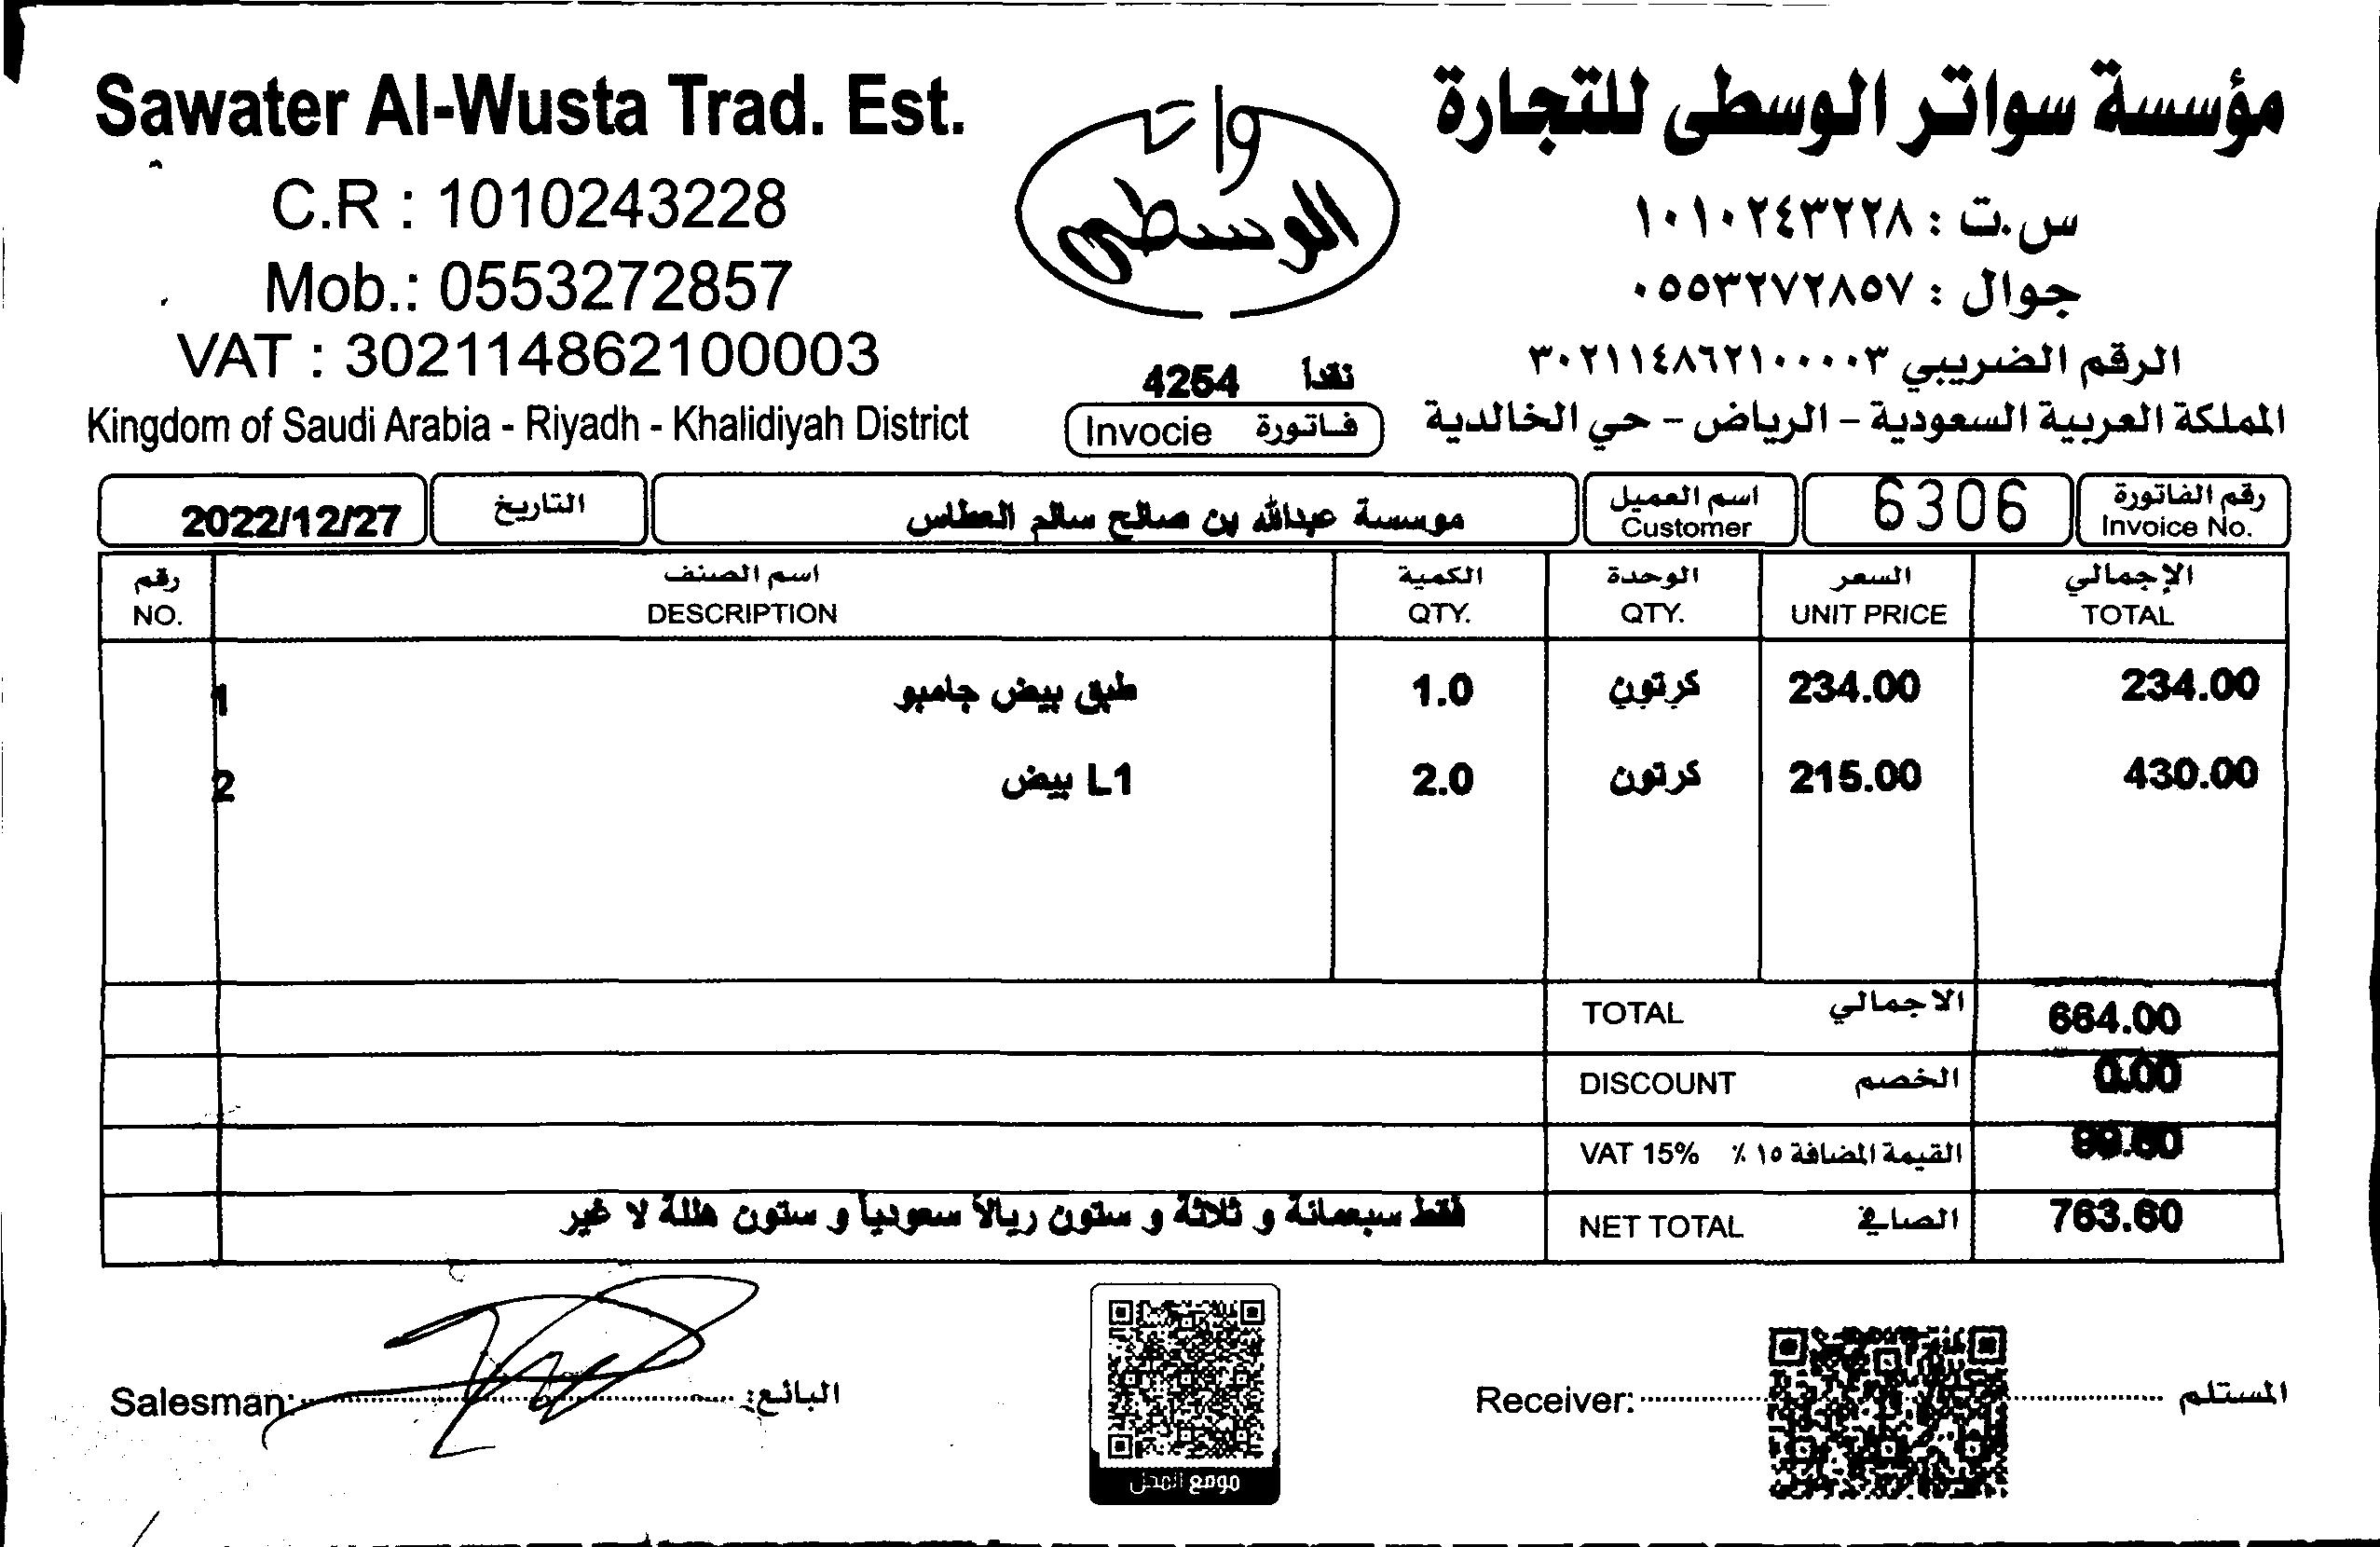 Sawater Al-Wusta Trad. Est.
C.R : 1010243228
Mob.: 0553272857
VAT : 302114862100003
Kingdom of Saudi Arabia - Riyadh - Khalidiyah District
الوسطى
4254 نقدا
Invocie فاتورة
مؤسسة سواتر الوسطى للتجارة
س.ت : ١٠١٠٢٤٣٢٢٨
جوال : ٠٥٥٣٢٧٢٨٥٧
الرقم الضريبي ٣٠٢١١٤٨٦٢١٠٠٠٠٣
المملكة العربية السعودية - الرياض - حي الخالدية
2022/12/27 التاريخ موسسة عبدالله بن صالح سالم العطاس اسم العميل Customer 6306 رقم الفاتورة Invoice No.
رقم اسم الصنف الكمية الوحدة السعر الإجمالي
NO. DESCRIPTION QTY. QTY. UNIT PRICE TOTAL
1 طبق بيض جامبو 1.0 كرتون 234.00 234.00
2 بيض L1 2.0 كرتون 215.00 430.00
TOTAL الاجمالي 664.00
DISCOUNT الخصم 0.00
VAT 15% القيمة المضافة ١٥ ٪ 99.60
فقط سبعمائة و ثلاثة و ستون ريالاً سعودياً و ستون هللة لا غير NET TOTAL الصافي 763.60
Salesman: البائع:
موقع المحل
Receiver: المستلم